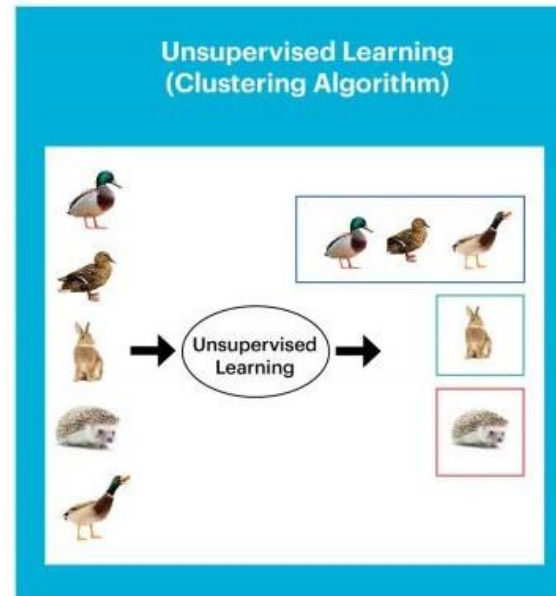 Unsupervised Learning
(Clustering Algorithm)
Unsupervised
Learning